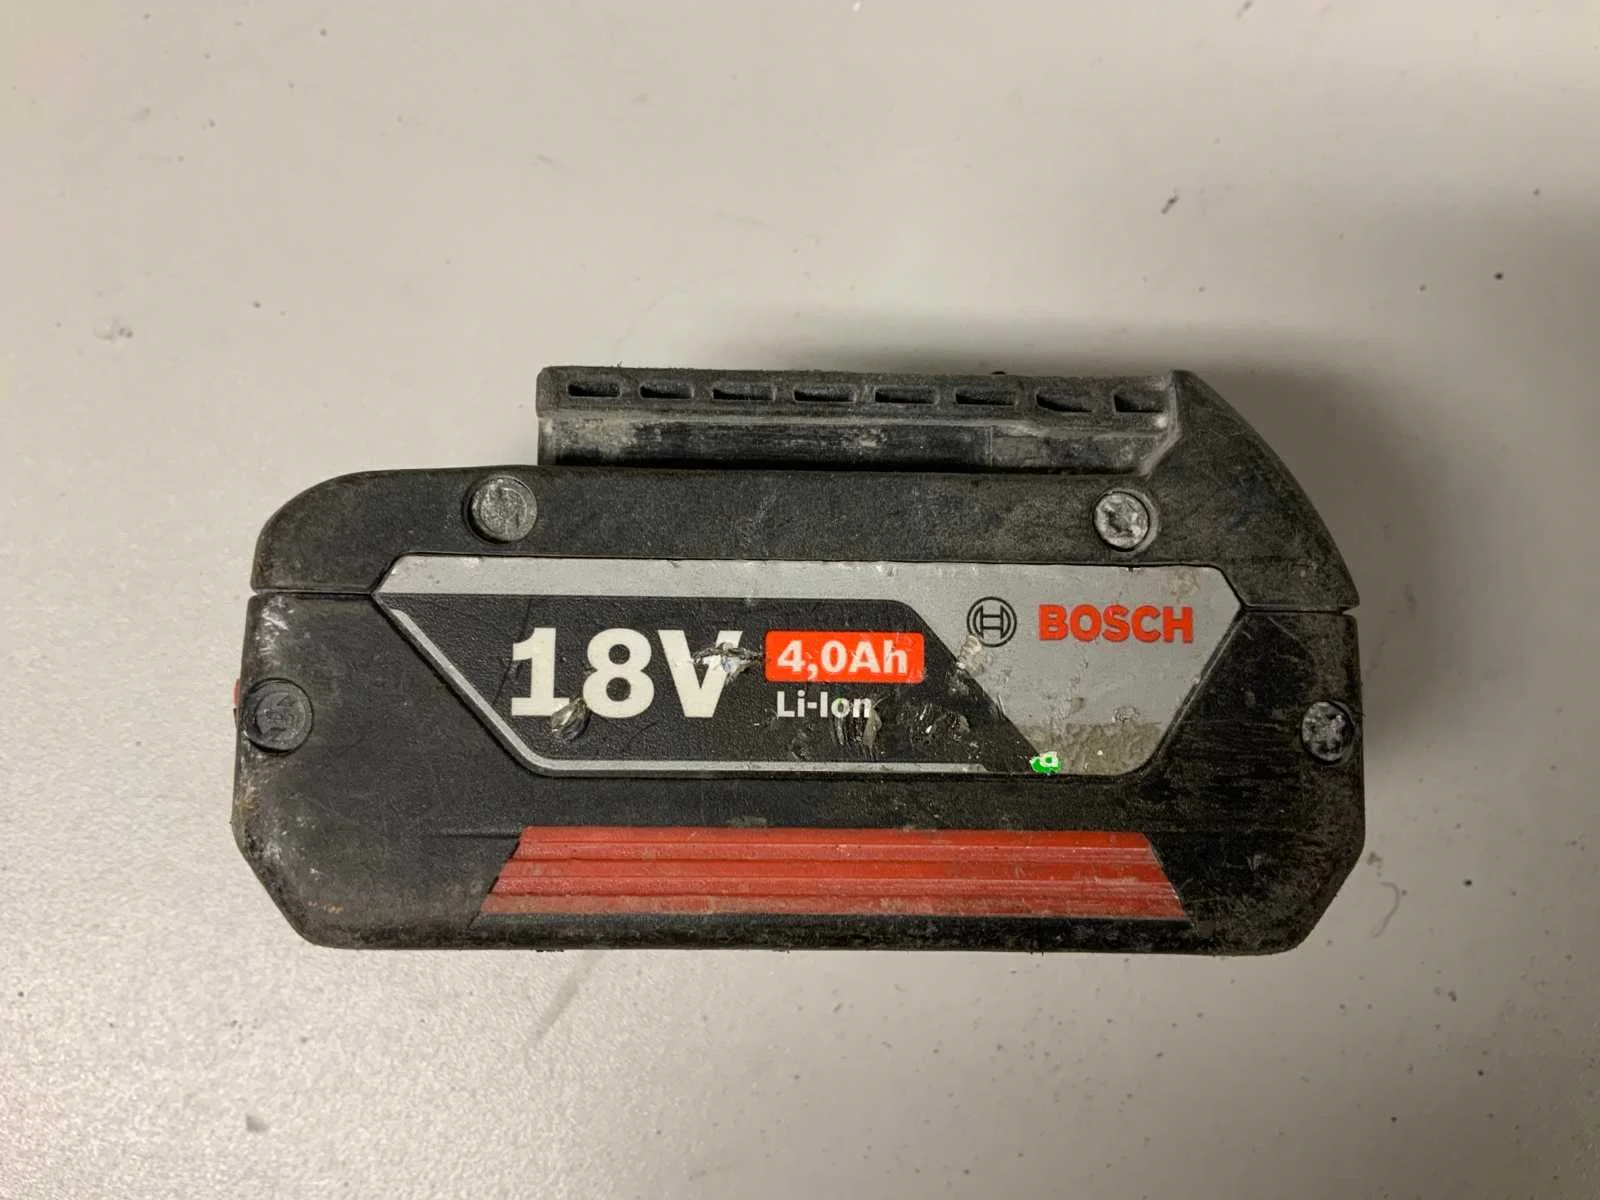 BOSCH
18V 4,0Ah
Li-Ion